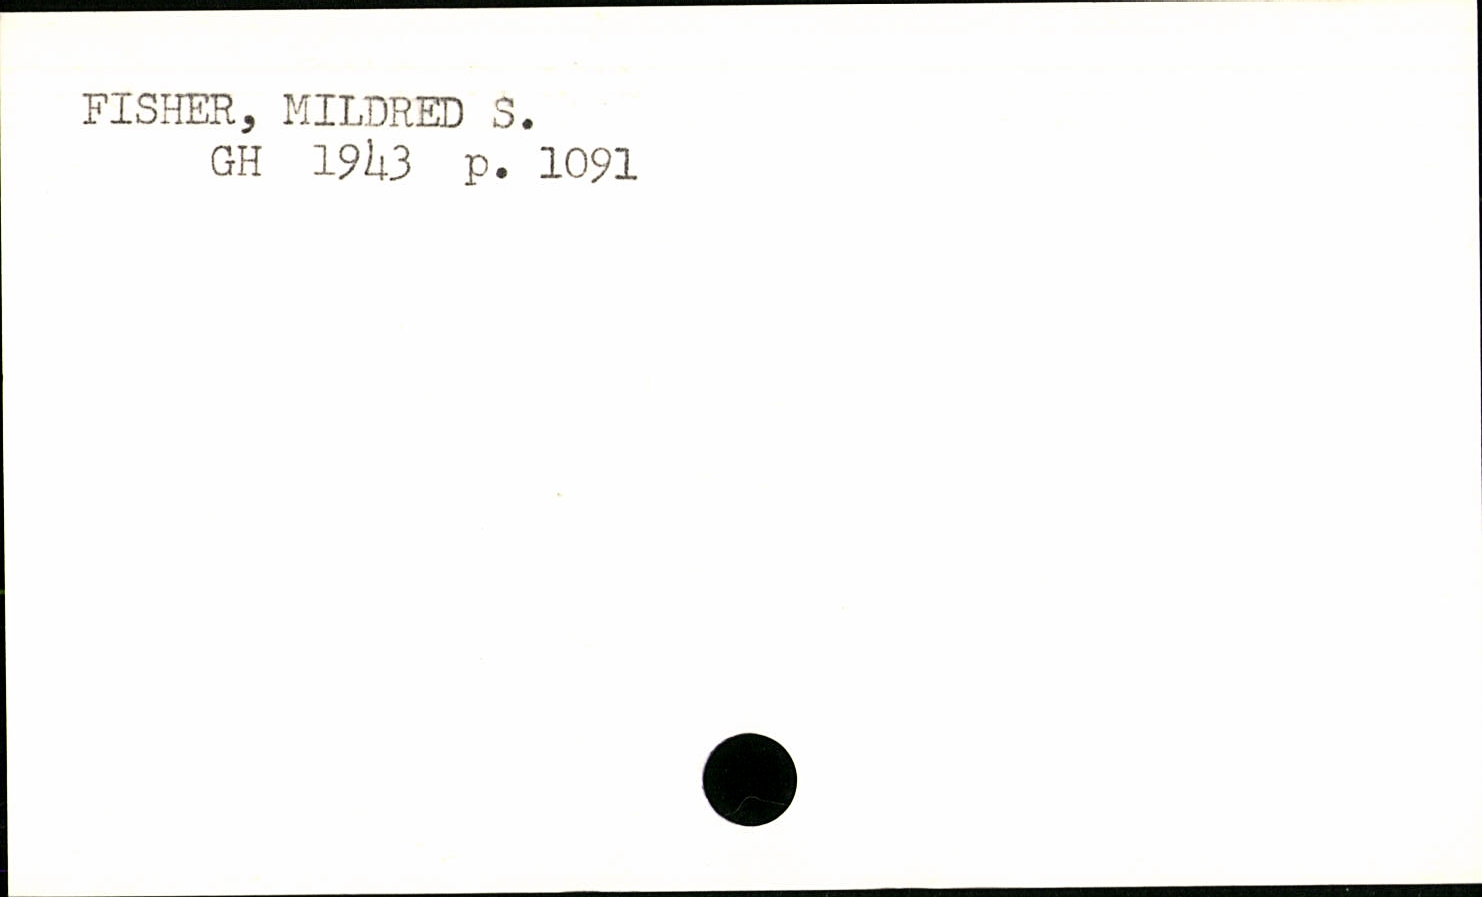 FISHER, MILDRED S.
GH 1943 p. 1091